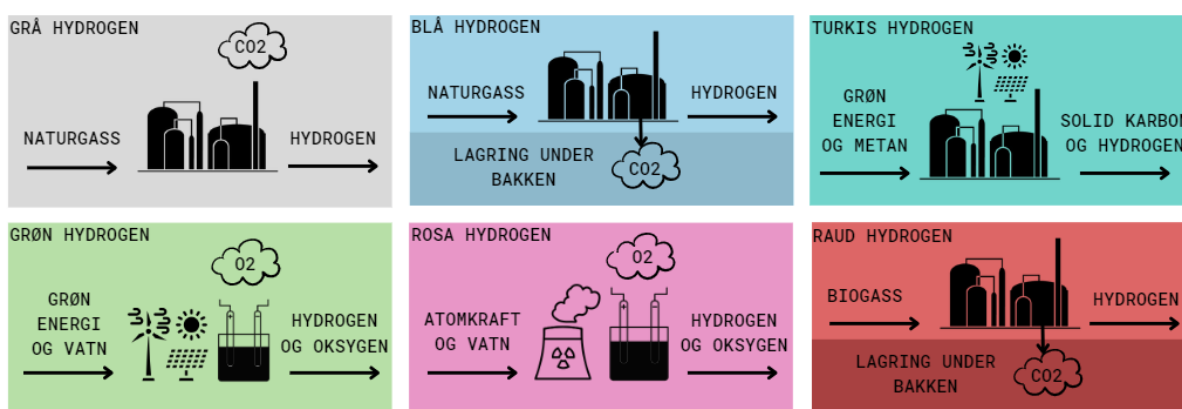 GRÅ HYDROGEN
CO2
NATURGASS
HYDROGEN
BLÅ HYDROGEN
NATURGASS
HYDROGEN
LAGRING UNDER
BAKKEN
CO2
TURKIS HYDROGEN
GRØN
ENERGI
OG METAN
SOLID KARBON
OG HYDROGEN
GRØN HYDROGEN
O2
GRØN
ENERGI
OG VATN
HYDROGEN
OG OKSYGEN
ROSA HYDROGEN
O2
ATOMKRAFT
OG VATN
HYDROGEN
OG OKSYGEN
RAUD HYDROGEN
BIOGASS
HYDROGEN
LAGRING UNDER
BAKKEN
CO2